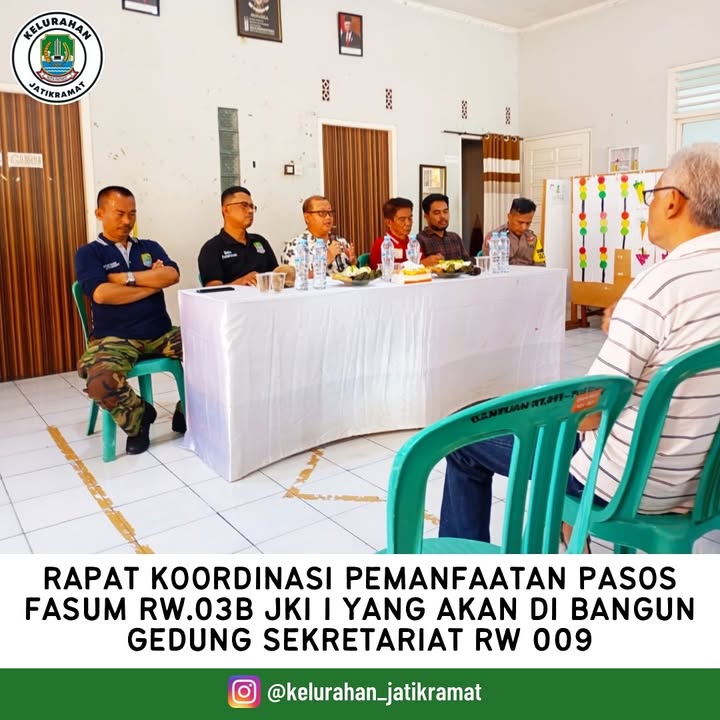 KELURAHAN
JATIKRAMAT
RAPAT KOORDINASI PEMANFAATAN PASOS
FASUM RW.03B JKI I YANG AKAN DI BANGUN
GEDUNG SEKRETARIAT RW 009
@kelurahan_jatikramat